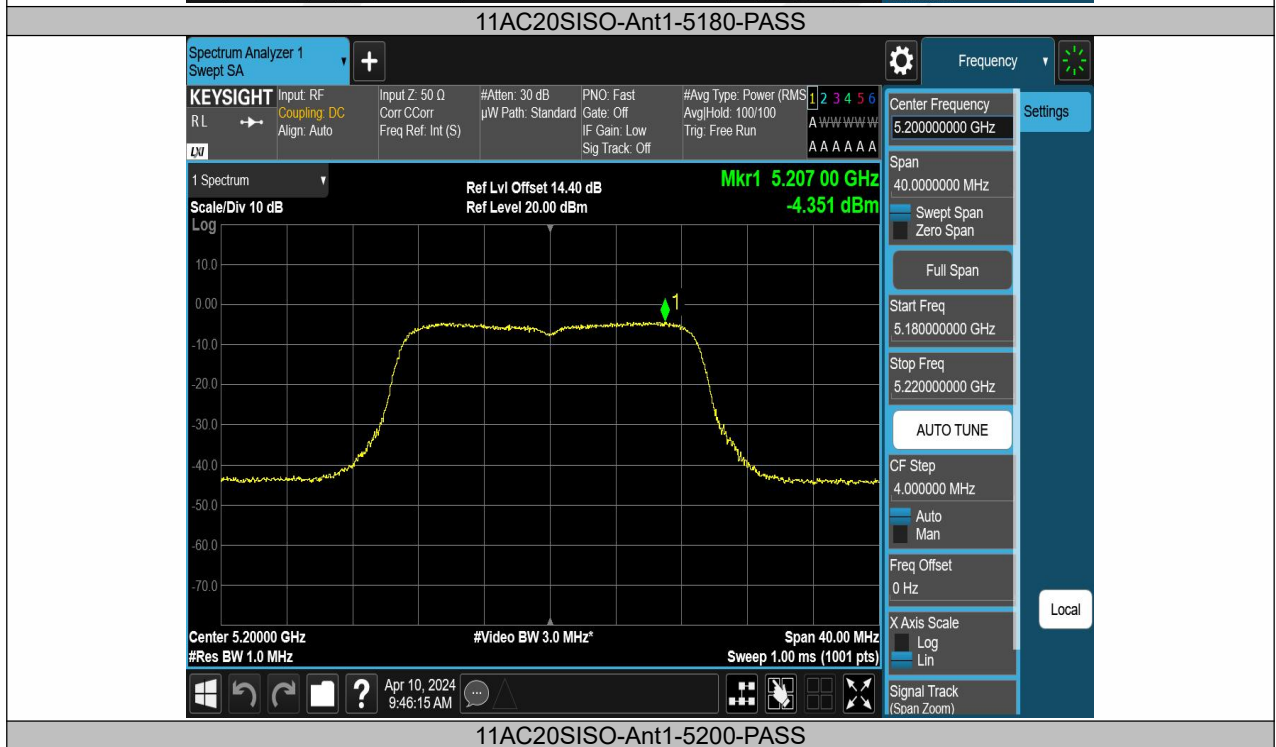 11AC20SISO-Ant1-5180-PASS
Spectrum Analyzer 1
Swept SA
+
Frequency
KEYSIGHT
RL
LXI
Input: RF
Coupling: DC
Align: Auto
Input Z: 50 Ω
Corr CCorr
Freq Ref: Int (S)
#Atten: 30 dB
µW Path: Standard
PNO: Fast
Gate: Off
IF Gain: Low
Sig Track: Off
#Avg Type: Power (RMS
Avg|Hold: 100/100
Trig: Free Run
1 2 3 4 5 6
A W W W W W
A A A A A A
1 Spectrum
Scale/Div 10 dB
Log
Ref Lvl Offset 14.40 dB
Ref Level 20.00 dBm
Mkr1 5.207 00 GHz
-4.351 dBm
10.0
0.00
-10.0
-20.0
-30.0
-40.0
-50.0
-60.0
-70.0
1
Center 5.20000 GHz
#Res BW 1.0 MHz
#Video BW 3.0 MHz*
Span 40.00 MHz
Sweep 1.00 ms (1001 pts)
Center Frequency
5.200000000 GHz
Settings
Span
40.0000000 MHz
Swept Span
Zero Span
Full Span
Start Freq
5.180000000 GHz
Stop Freq
5.220000000 GHz
AUTO TUNE
CF Step
4.000000 MHz
Auto
Man
Freq Offset
0 Hz
X Axis Scale
Log
Lin
Local
Signal Track
(Span Zoom)
?
Apr 10, 2024
9:46:15 AM
11AC20SISO-Ant1-5200-PASS